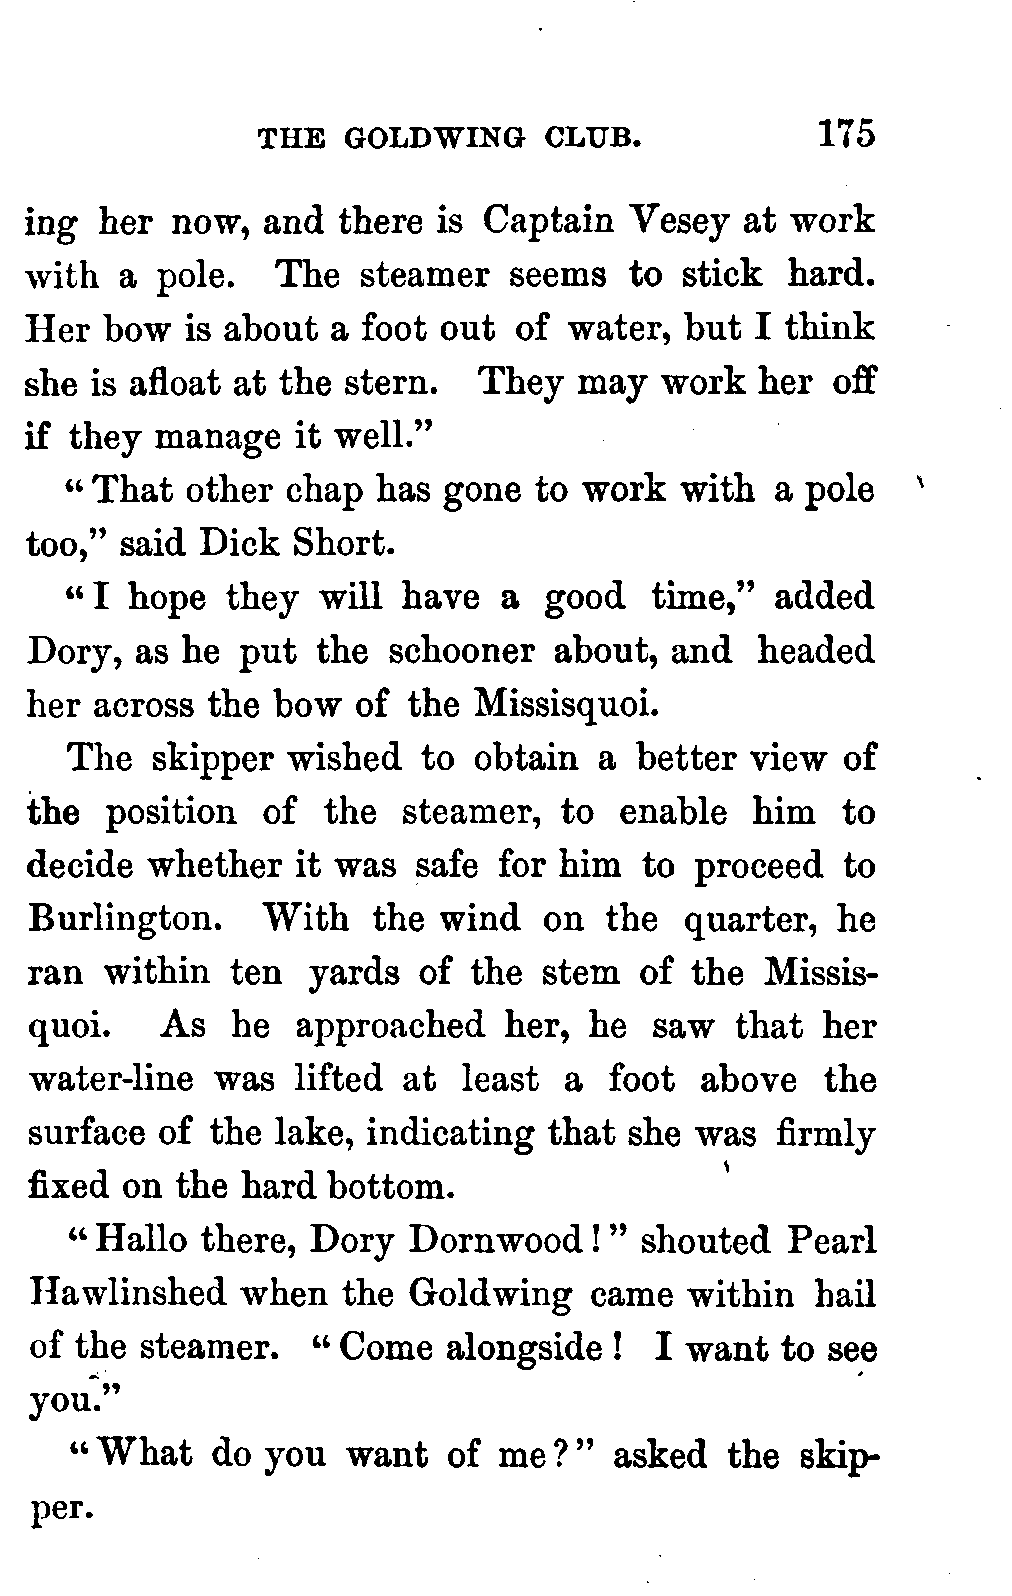 THE GOLDWING CLUB. 175
ing her now, and there is Captain Vesey at work
with a pole. The steamer seems to stick hard.
Her bow is about a foot out of water, but I think
she is afloat at the stern. They may work her off
if they manage it well.”
“That other chap has gone to work with a pole
too,” said Dick Short.
“I hope they will have a good time,” added
Dory, as he put the schooner about, and headed
her across the bow of the Missisquoi.
The skipper wished to obtain a better view of
the position of the steamer, to enable him to
decide whether it was safe for him to proceed to
Burlington. With the wind on the quarter, he
ran within ten yards of the stem of the Missis-
quoi. As he approached her, he saw that her
water-line was lifted at least a foot above the
surface of the lake, indicating that she was firmly
fixed on the hard bottom.
“Hallo there, Dory Dornwood!” shouted Pearl
Hawlinshed when the Goldwing came within hail
of the steamer. “Come alongside! I want to see
you.”
“What do you want of me?” asked the skip-
per.